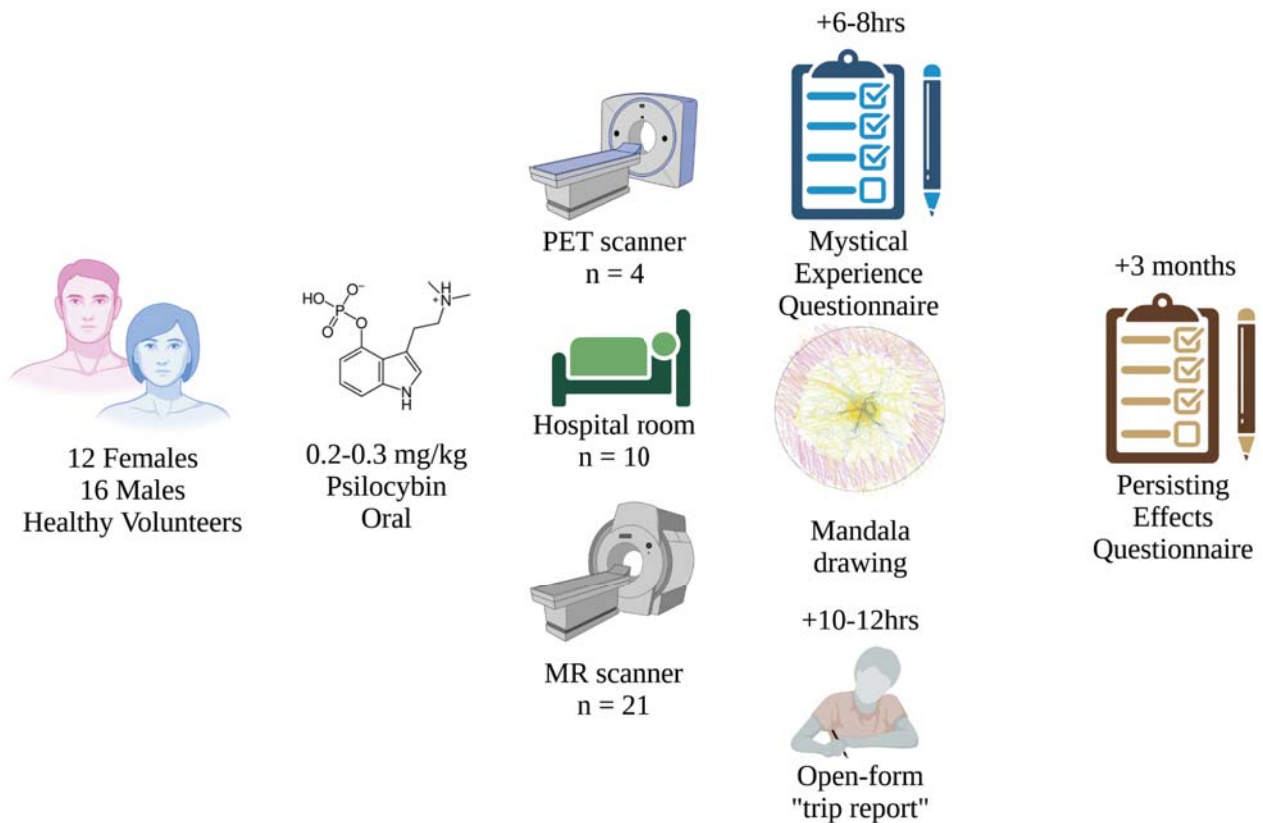 12 Females
16 Males
Healthy Volunteers
HO
O⁻
P
O
O
H
N
+
N
H
0.2-0.3 mg/kg
Psilocybin
Oral
PET scanner
n = 4
Hospital room
n = 10
MR scanner
n = 21
+6-8hrs
Mystical
Experience
Questionnaire
Mandala
drawing
+10-12hrs
Open-form
"trip report"
+3 months
Persisting
Effects
Questionnaire